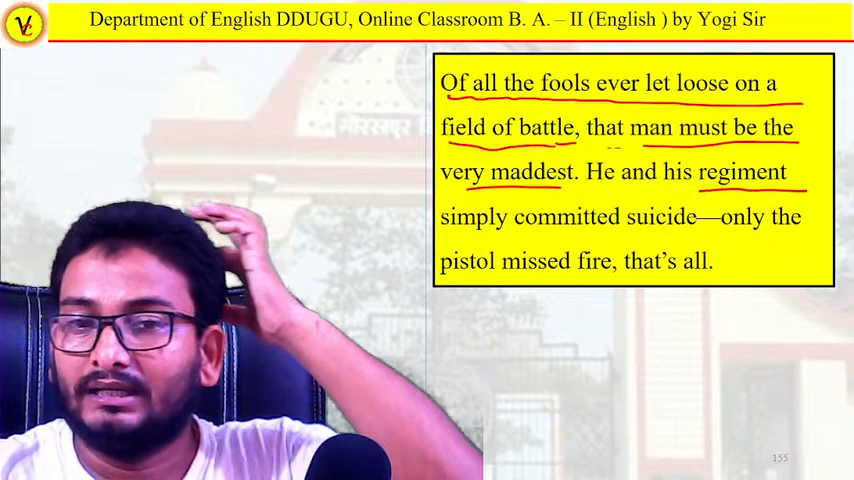 Department of English DDUGU, Online Classroom B. A. – II (English ) by Yogi Sir
Of all the fools ever let loose on a
field of battle, that man must be the
very maddest. He and his regiment
simply committed suicide—only the
pistol missed fire, that’s all.
155